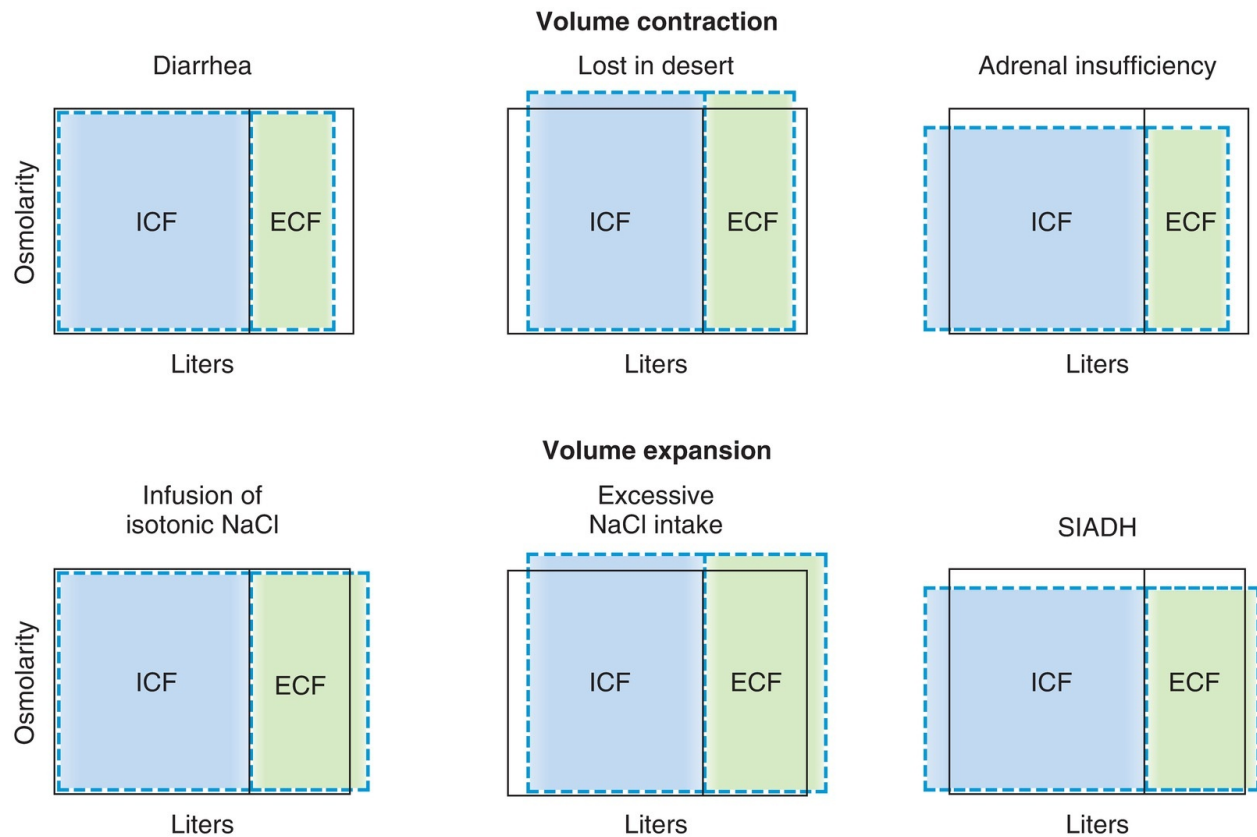 Volume contraction
Diarrhea
Lost in desert
Adrenal insufficiency
Osmolarity
ICF
ECF
ICF
ECF
ICF
ECF
Liters
Liters
Liters
Volume expansion
Infusion of
isotonic NaCl
Excessive
NaCl intake
SIADH
Osmolarity
ICF
ECF
ICF
ECF
ICF
ECF
Liters
Liters
Liters